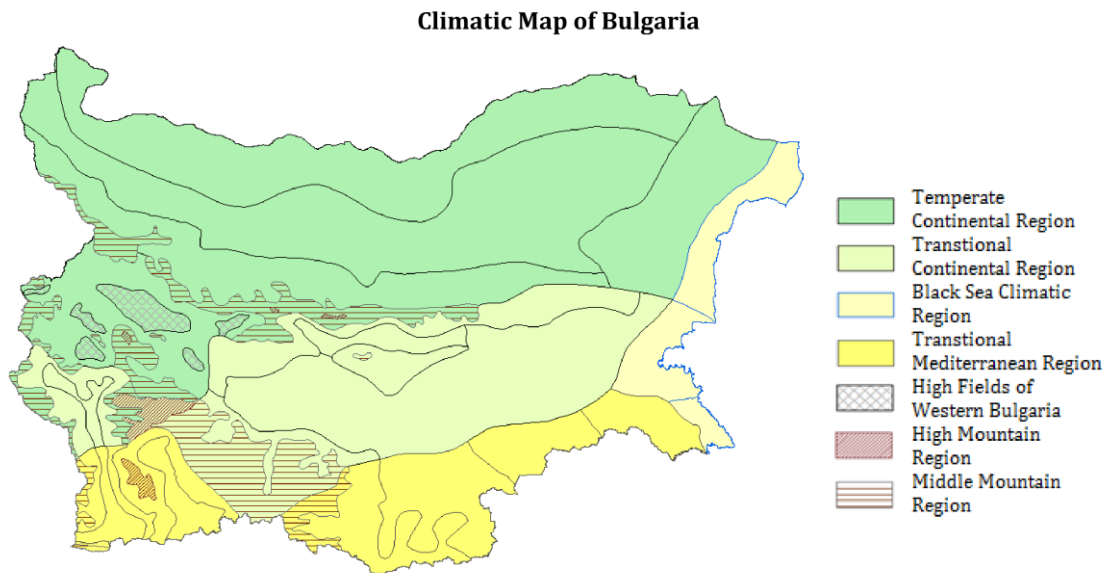 Climatic Map of Bulgaria
Temperate
Continental Region
Transtional
Continental Region
Black Sea Climatic
Region
Transtional
Mediterranean Region
High Fields of
Western Bulgaria
High Mountain
Region
Middle Mountain
Region